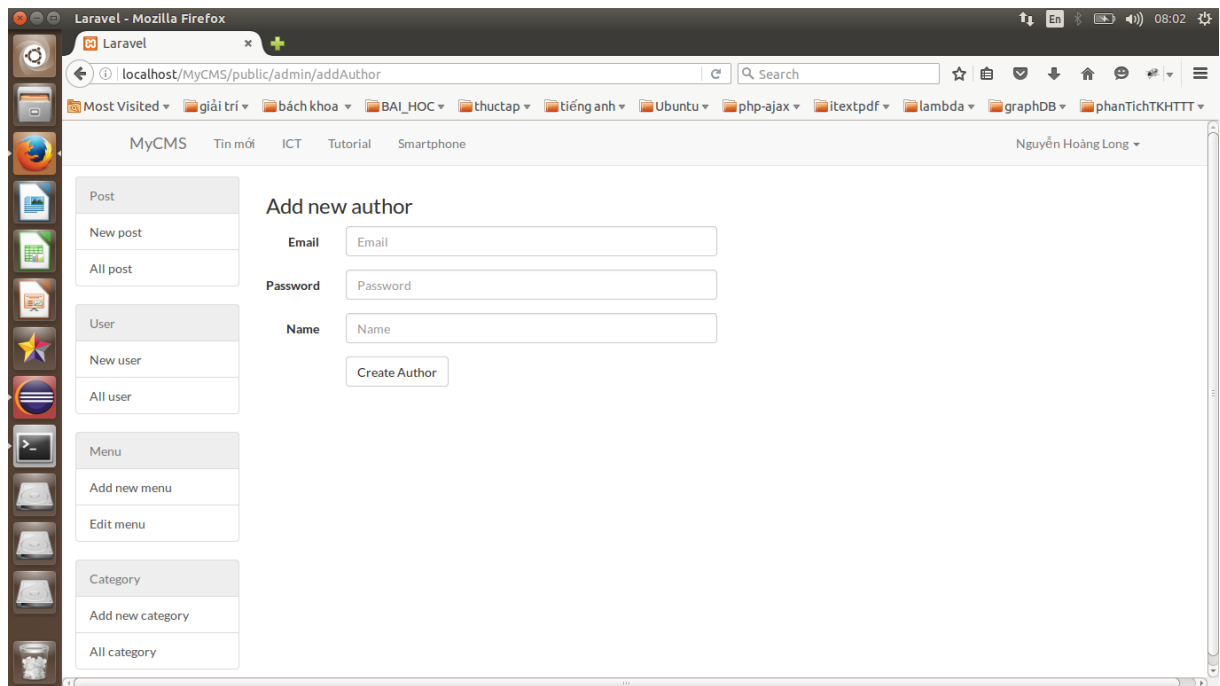 Laravel - Mozilla Firefox
En
08:02
Laravel
localhost/MyCMS/public/admin/addAuthor
Search
Most Visited giải trí bách khoa BAI_HOC thuctap tiếng anh Ubuntu php-ajax itextpdf lambda graphDB phanTichTKHTTT
MyCMS Tin mới ICT Tutorial Smartphone Nguyễn Hoàng Long
Post
New post
All post
User
New user
All user
Menu
Add new menu
Edit menu
Category
Add new category
All category
Add new author
Email Email
Password Password
Name Name
Create Author